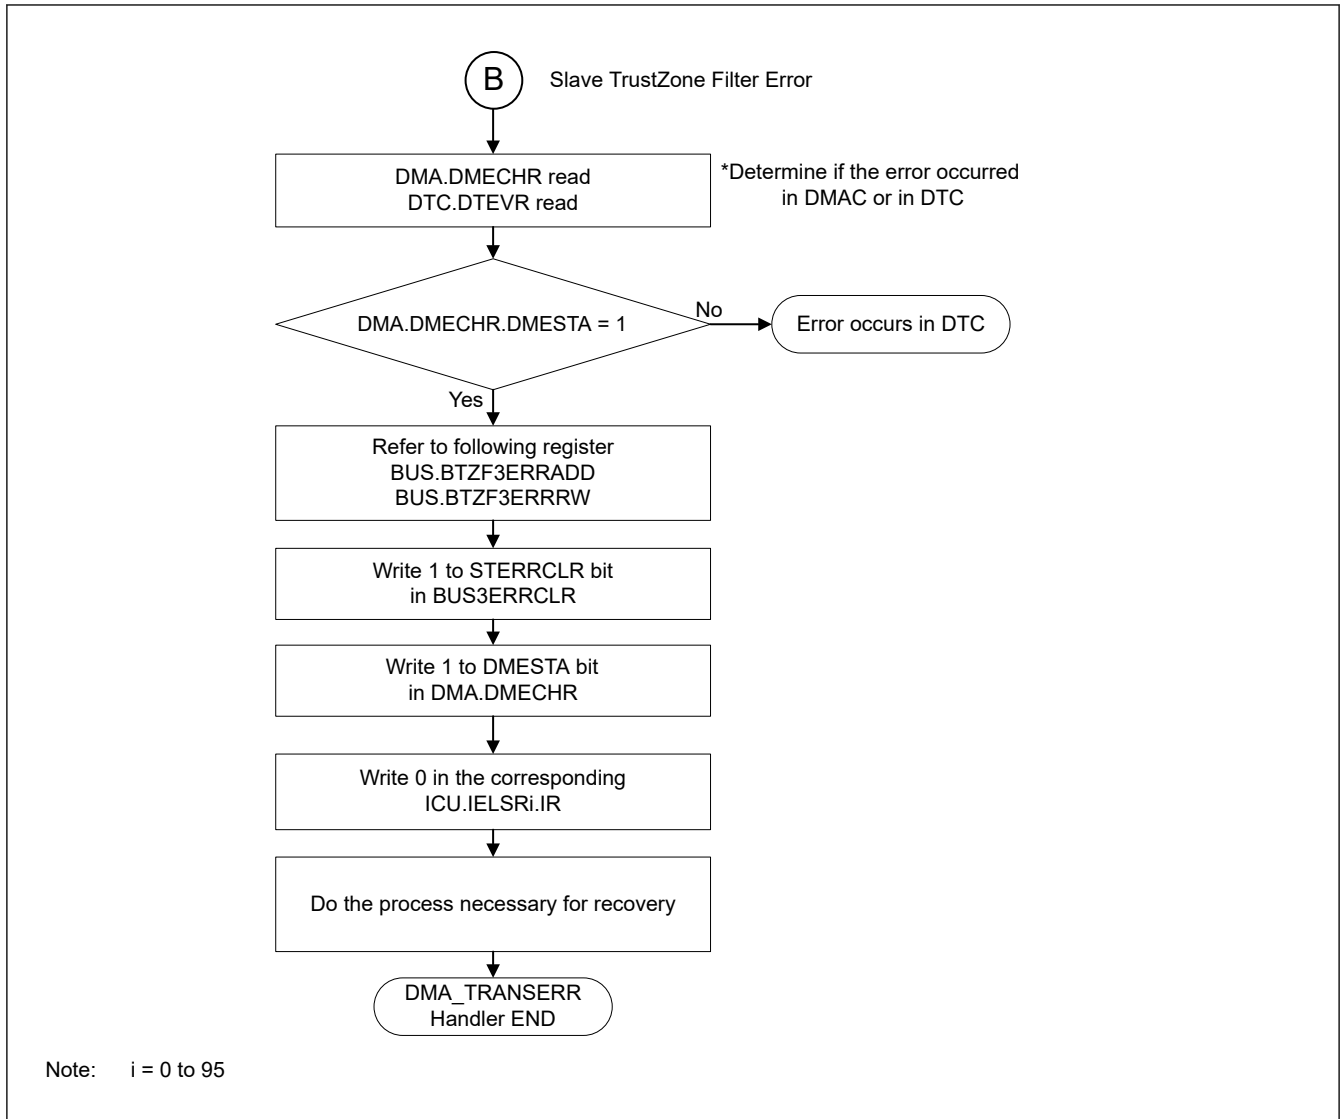 B
Slave TrustZone Filter Error
DMA.DMECHR read
DTC.DTEVR read
*Determine if the error occurred
in DMAC or in DTC
DMA.DMECHR.DMESTA = 1
No
Error occurs in DTC
Yes
Refer to following register
BUS.BTZF3ERRADD
BUS.BTZF3ERRRW
Write 1 to STERRCLR bit
in BUS3ERRCLR
Write 1 to DMESTA bit
in DMA.DMECHR
Write 0 in the corresponding
ICU.IELSRi.IR
Do the process necessary for recovery
DMA_TRANSERR
Handler END
Note: i = 0 to 95